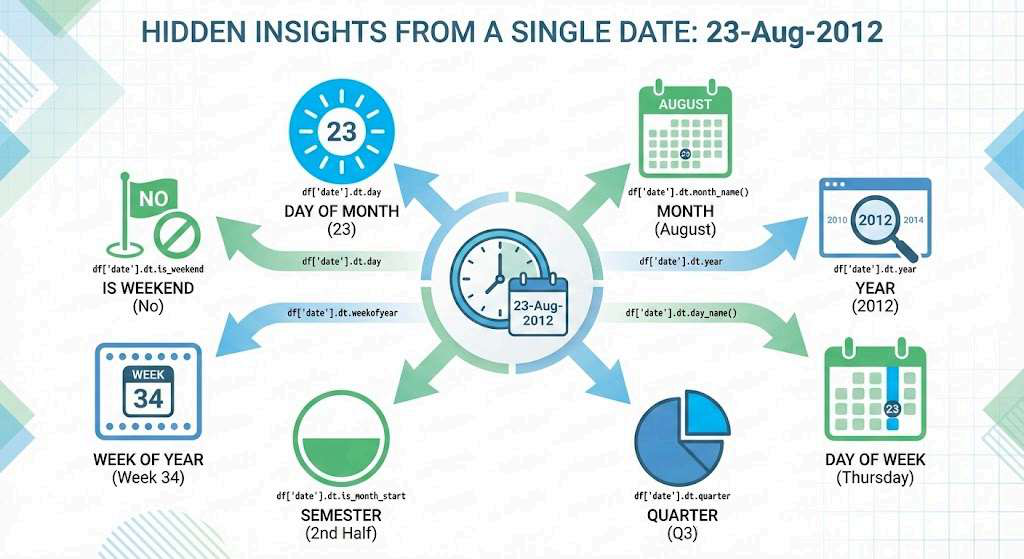 HIDDEN INSIGHTS FROM A SINGLE DATE: 23-Aug-2012
23
df['date'].dt.day
DAY OF MONTH
(23)
AUGUST
df['date'].dt.month_name()
MONTH
(August)
NO
df['date'].dt.is_weekend
IS WEEKEND
(No)
df['date'].dt.day
23-Aug-
2012
df['date'].dt.year
2010 2012 2014
df['date'].dt.year
YEAR
(2012)
df['date'].dt.weekofyear
df['date'].dt.day_name()
WEEK
34
WEEK OF YEAR
(Week 34)
df['date'].dt.is_month_start
SEMESTER
(2nd Half)
df['date'].dt.quarter
QUARTER
(Q3)
23
DAY OF WEEK
(Thursday)